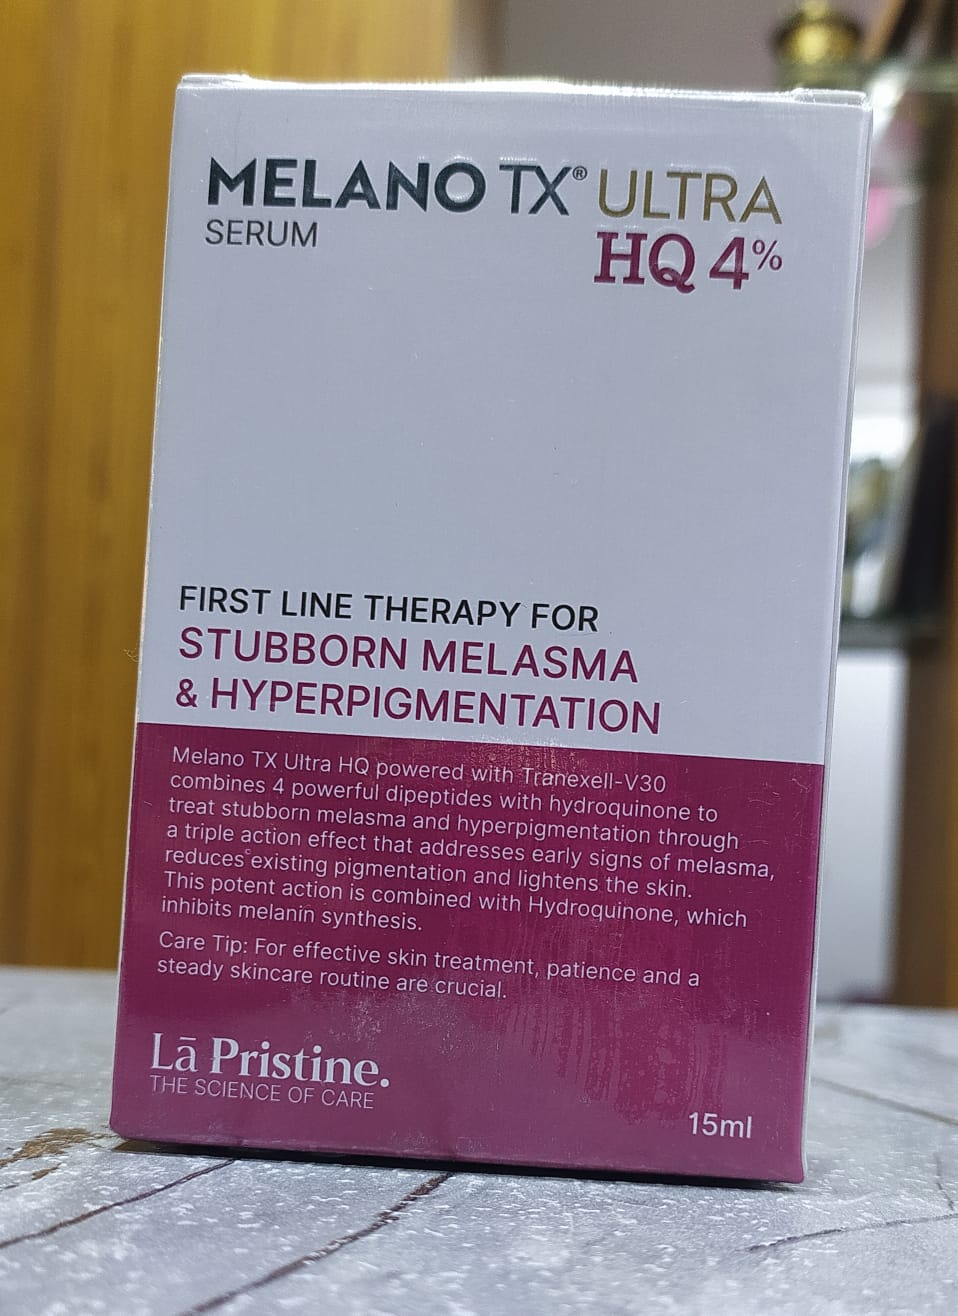 MELANO TX® ULTRA
SERUM
HQ 4%
FIRST LINE THERAPY FOR
STUBBORN MELASMA
& HYPERPIGMENTATION
Melano TX Ultra HQ powered with Tranexell-V30
combines 4 powerful dipeptides with hydroquinone to
treat stubborn melasma and hyperpigmentation through
a triple action effect that addresses early signs of melasma,
reduces existing pigmentation and lightens the skin.
This potent action is combined with Hydroquinone, which
inhibits melanin synthesis.
Care Tip: For effective skin treatment, patience and a
steady skincare routine are crucial.
Lā Pristine.
THE SCIENCE OF CARE
15ml